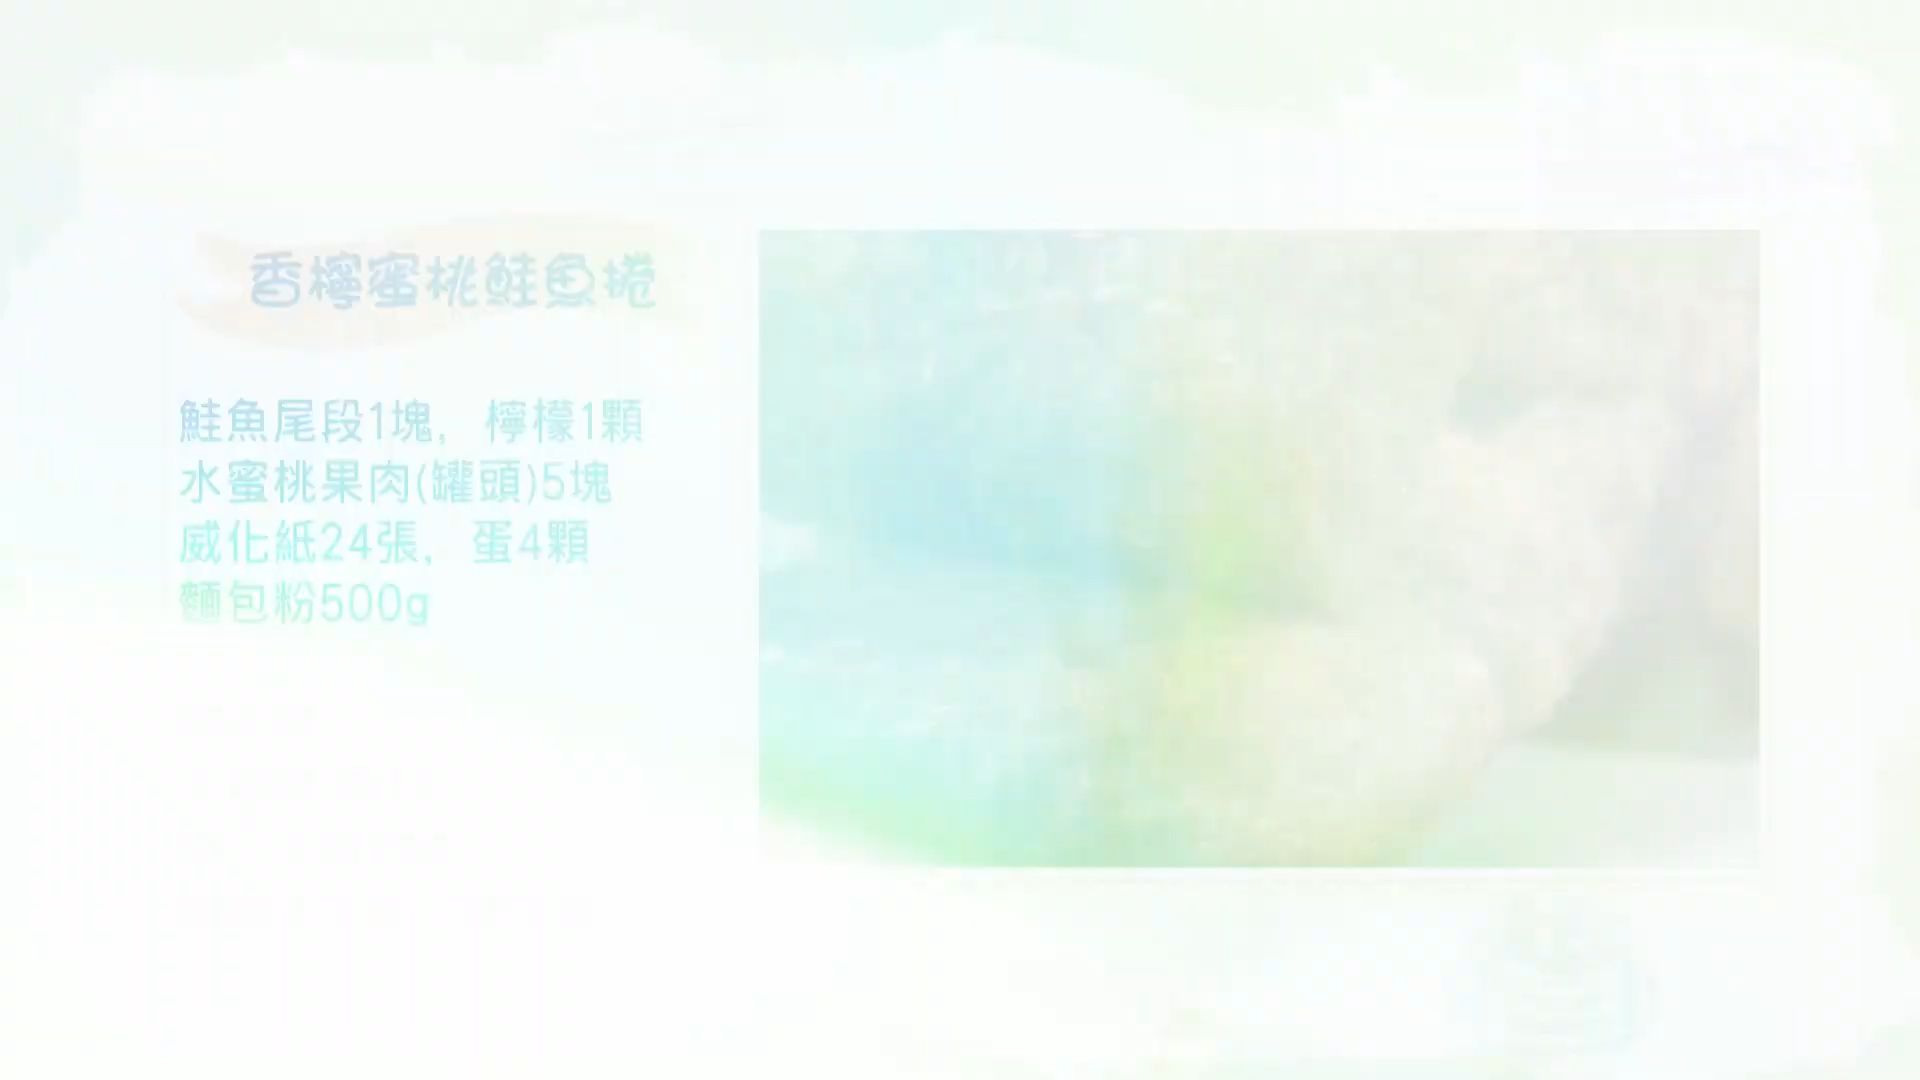 香檸蜜桃鮭魚捲
鮭魚尾段1塊，檸檬1顆
水蜜桃果肉(罐頭)5塊
威化紙24張，蛋4顆
麵包粉500g